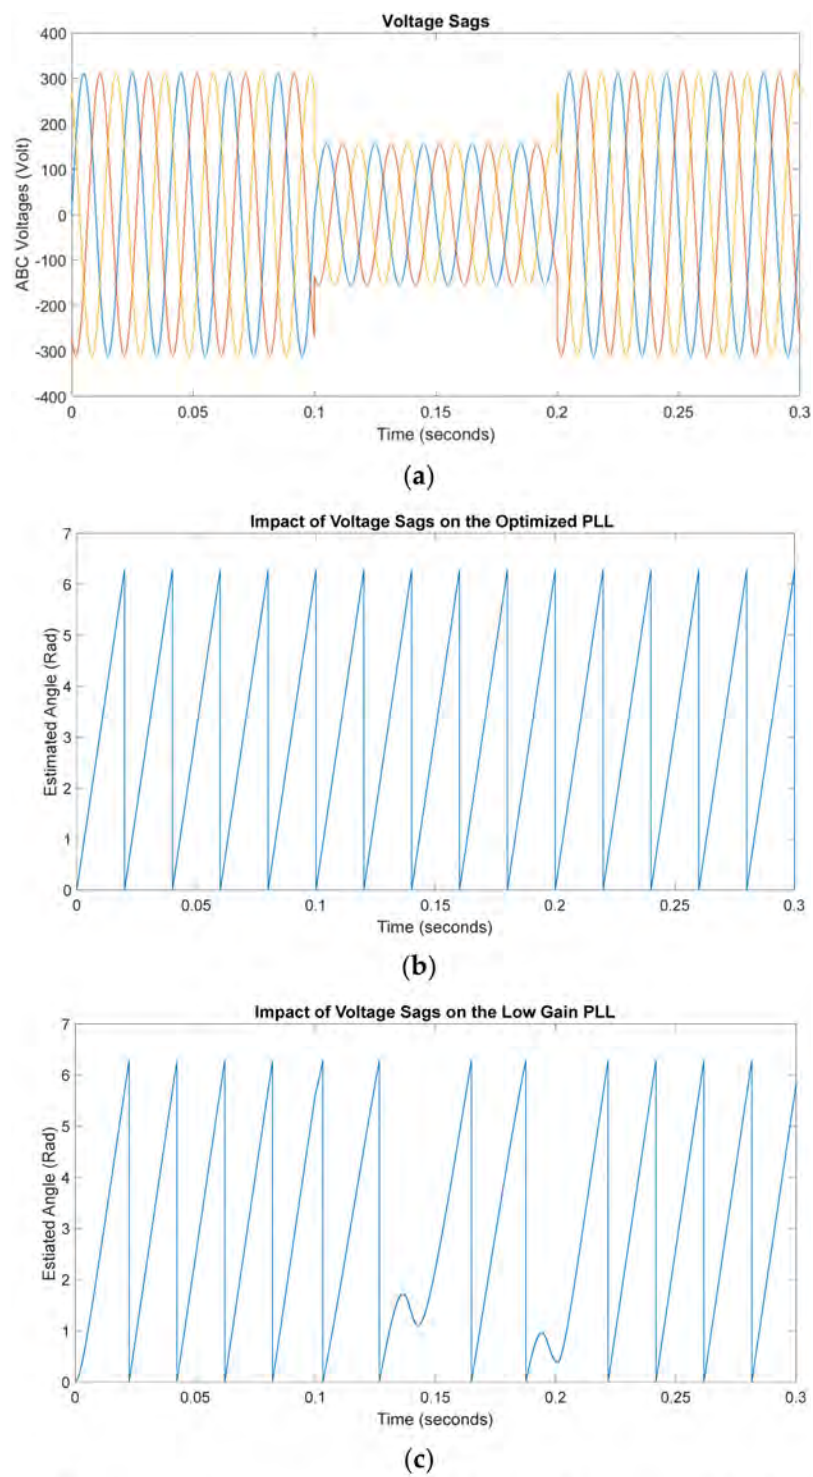 Voltage Sags
400
300
200
100
0
-100
-200
-300
-400
ABC Voltages (Volt)
0 0.05 0.1 0.15 0.2 0.25 0.3
Time (seconds)
(a)
Impact of Voltage Sags on the Optimized PLL
7
6
5
4
3
2
1
0
Estimated Angle (Rad)
0 0.05 0.1 0.15 0.2 0.25 0.3
Time (seconds)
(b)
Impact of Voltage Sags on the Low Gain PLL
7
6
5
4
3
2
1
0
Estiated Angle (Rad)
0 0.05 0.1 0.15 0.2 0.25 0.3
Time (seconds)
(c)